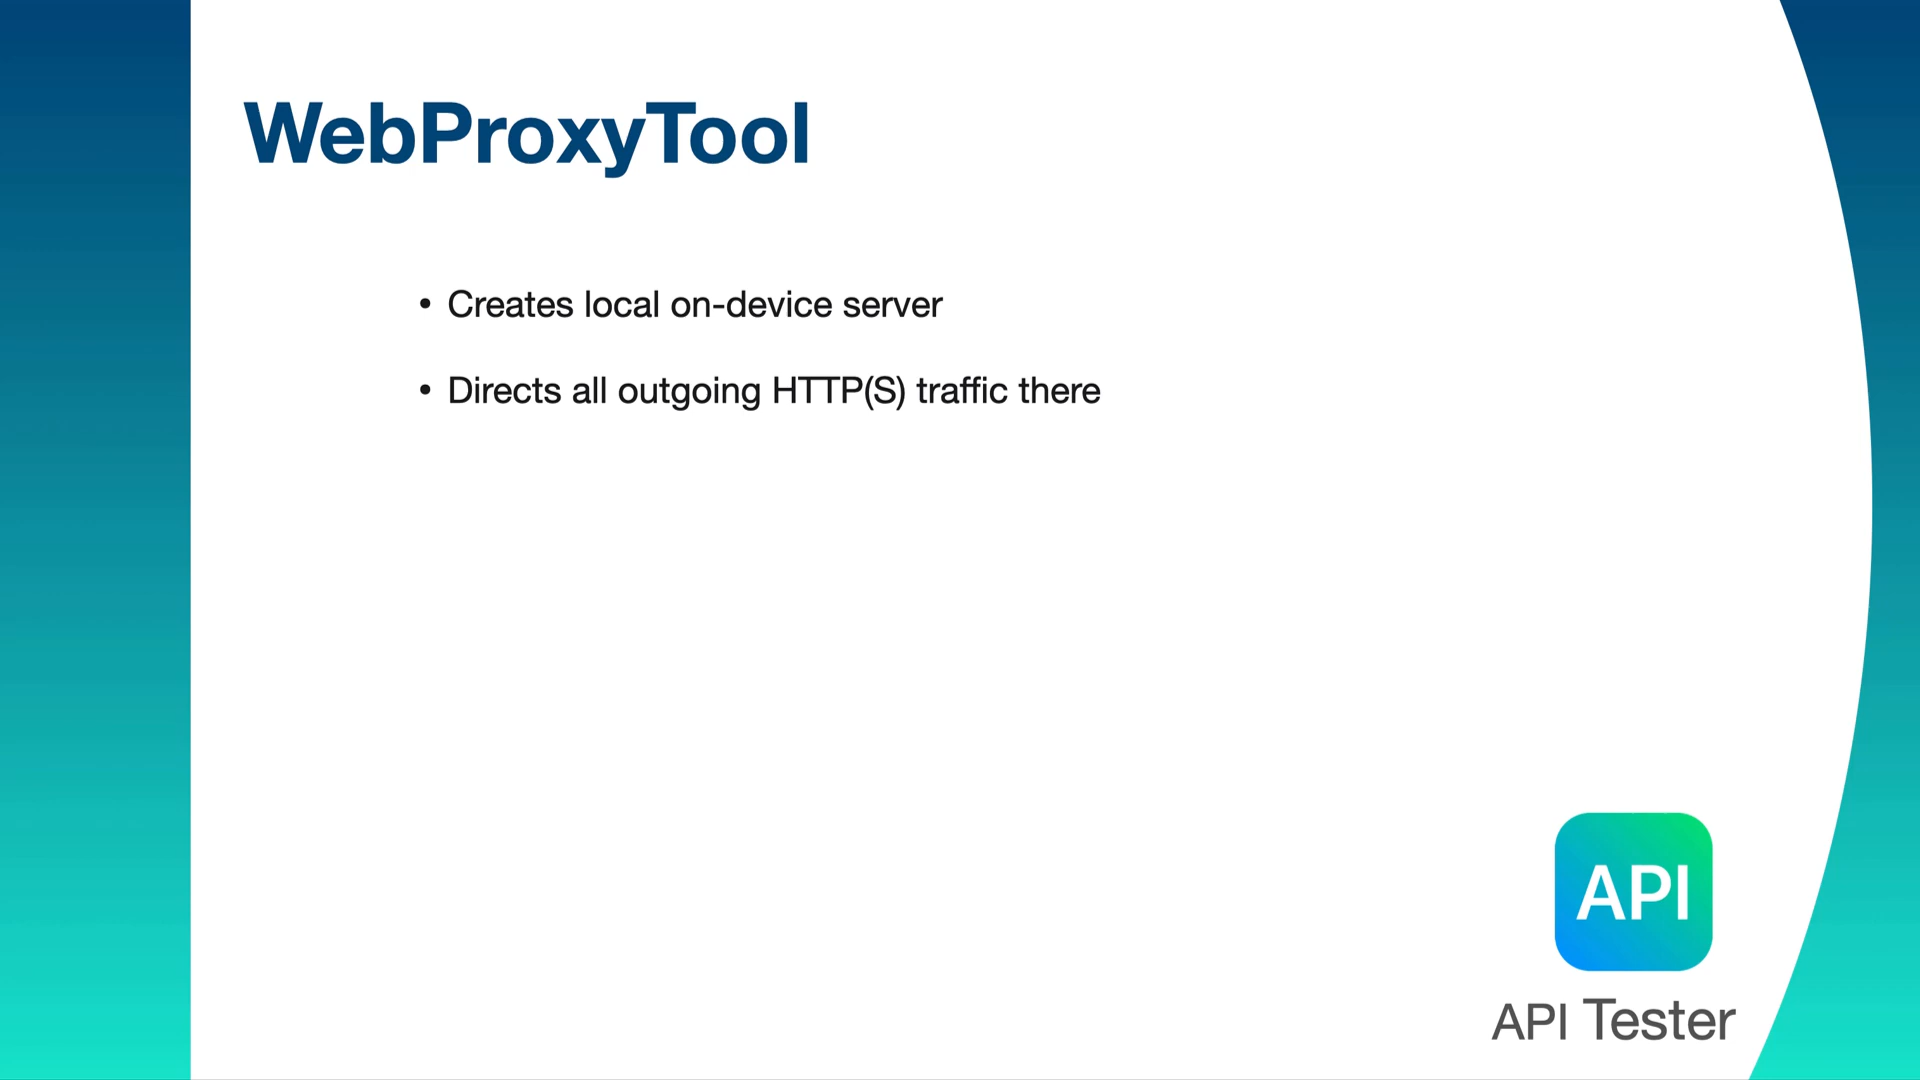 WebProxyTool
• Creates local on-device server
• Directs all outgoing HTTP(S) traffic there
API
API Tester